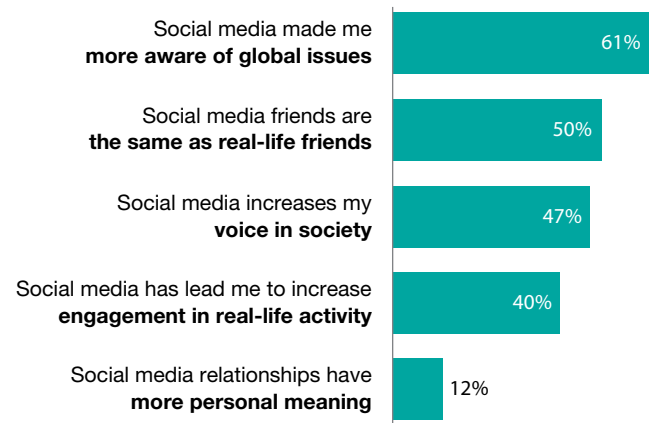 Social media made me
more aware of global issues
61%
Social media friends are
the same as real-life friends
50%
Social media increases my
voice in society
47%
Social media has lead me to increase
engagement in real-life activity
40%
Social media relationships have
more personal meaning
12%